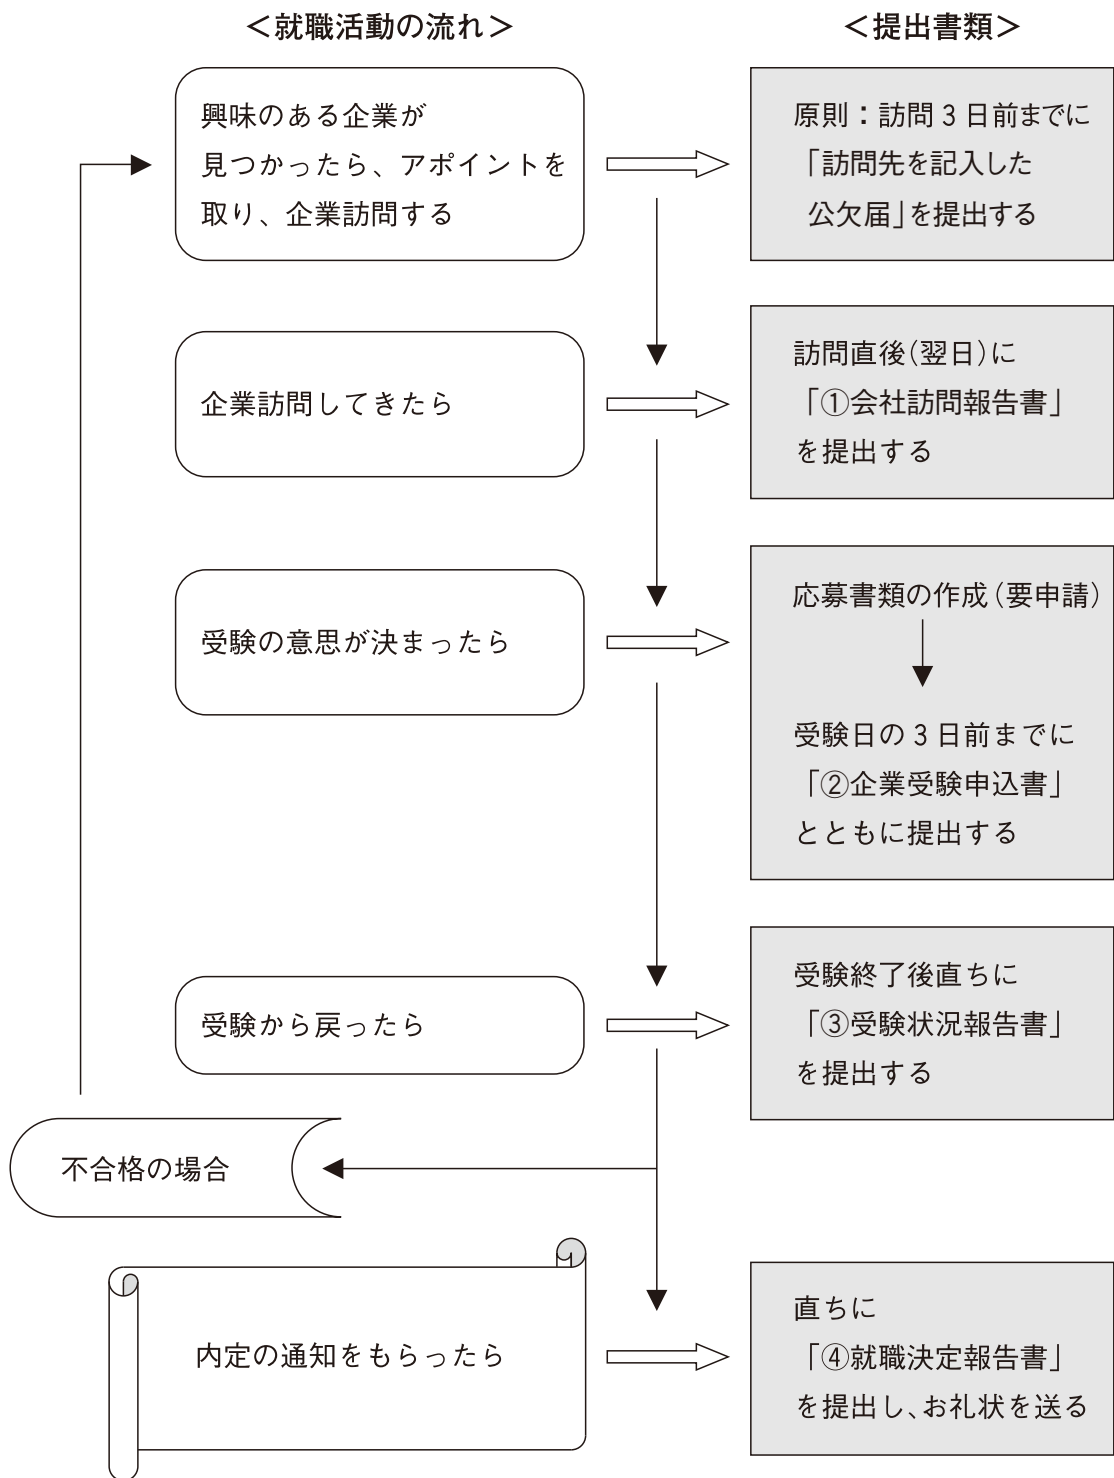 ＜就職活動の流れ＞
＜提出書類＞
興味のある企業が
見つかったら、アポイントを
取り、企業訪問する
原則：訪問３日前までに
「訪問先を記入した
公欠届」を提出する
企業訪問してきたら
訪問直後（翌日）に
「①会社訪問報告書」
を提出する
受験の意思が決まったら
応募書類の作成（要申請）
受験日の３日前までに
「②企業受験申込書」
とともに提出する
受験から戻ったら
受験終了後直ちに
「③受験状況報告書」
を提出する
不合格の場合
内定の通知をもらったら
直ちに
「④就職決定報告書」
を提出し、お礼状を送る